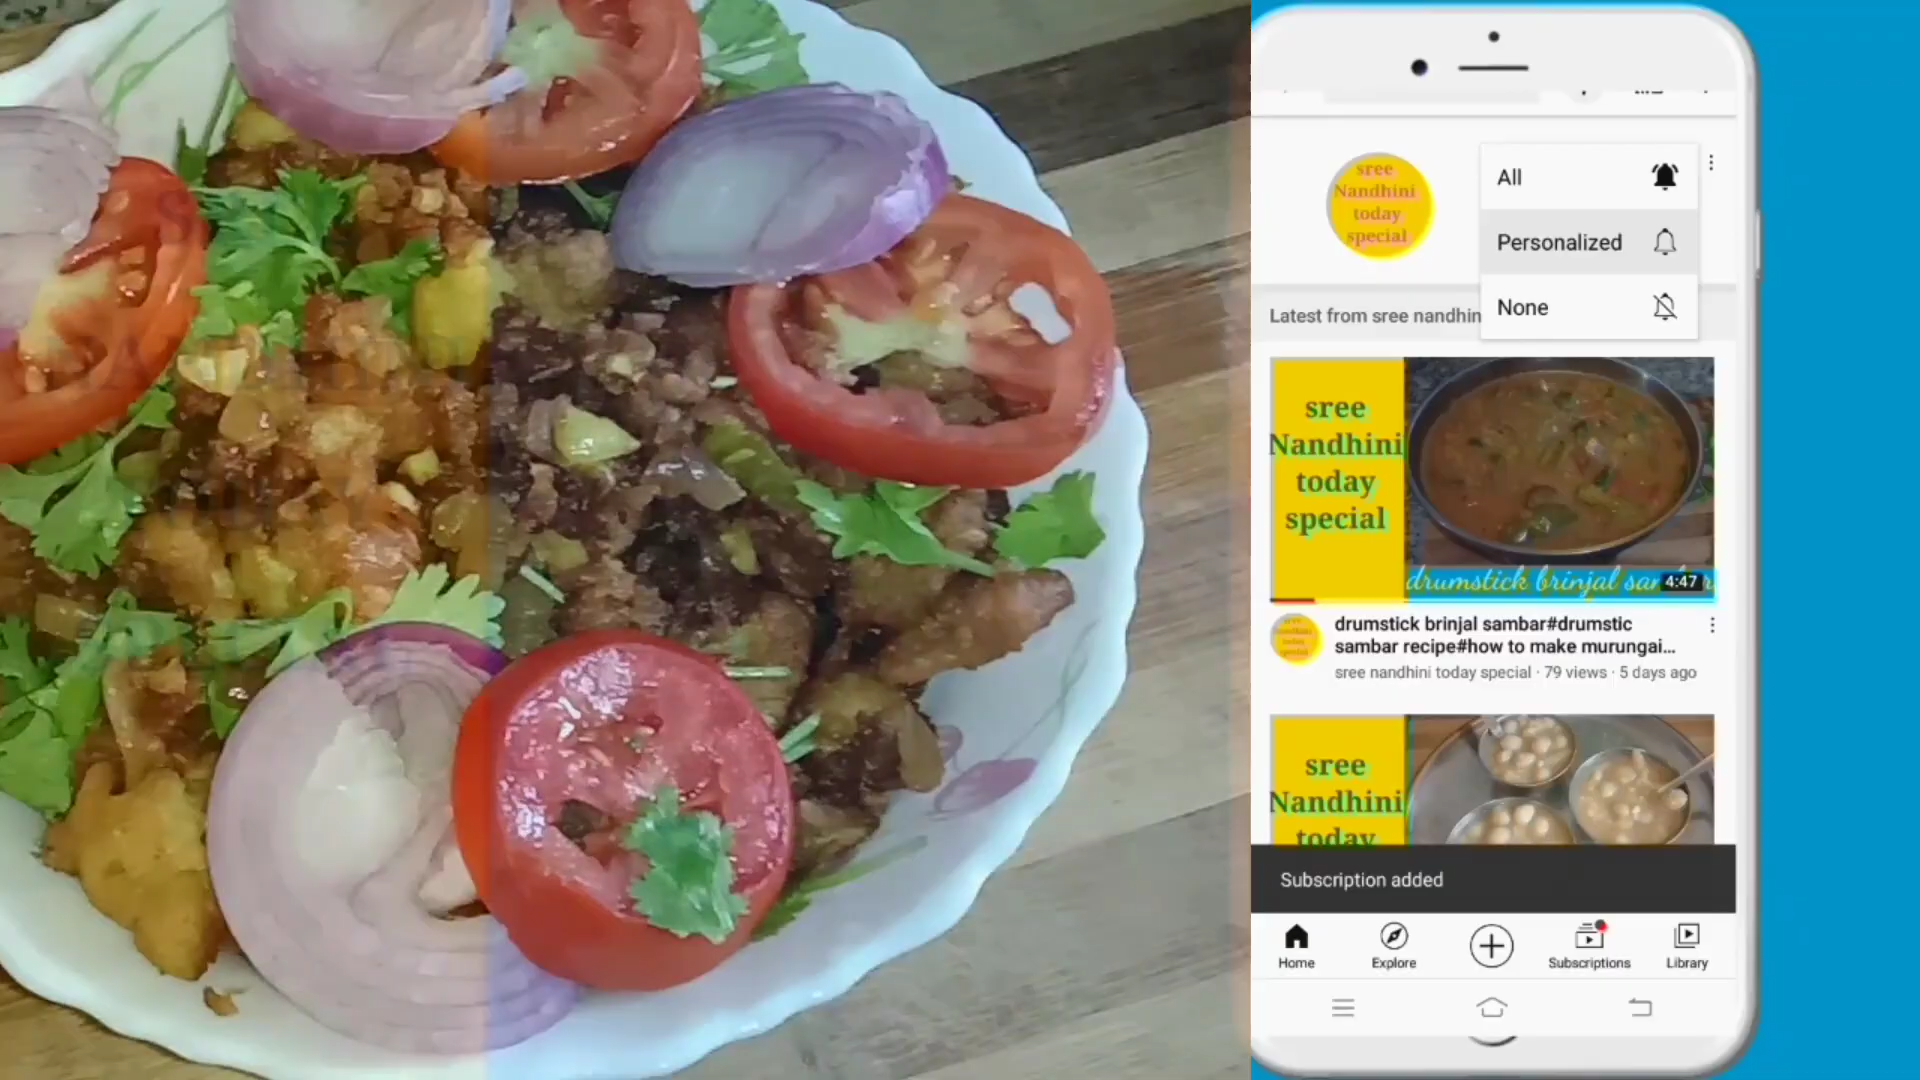 sree
Nandhini
today
special
All
Personalized
None
Latest from sree nandhin
sree
Nandhini
today
special
drumstick brinjal sam
4:47
drumstick brinjal sambar#drumstic
sambar recipe#how to make murungai...
sree nandhini today special · 79 views · 5 days ago
sree
Nandhini
today
Subscription added
Home
Explore
Subscriptions
Library